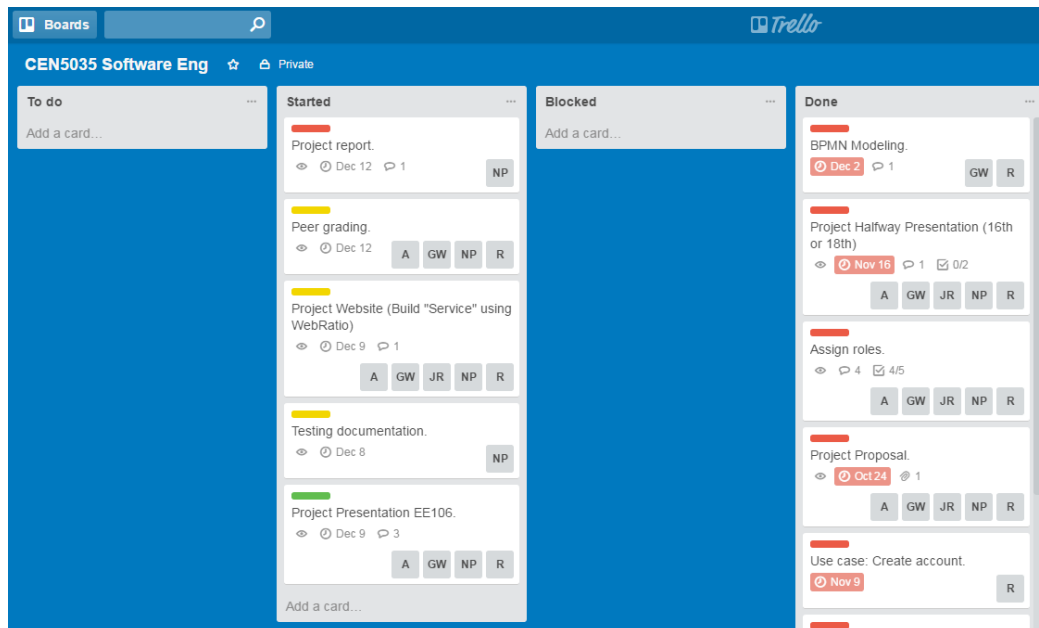 Boards
Trello
CEN5035 Software Eng
Private
To do
Add a card...
Started
Project report.
Dec 12 1
NP
Peer grading.
Dec 12
A GW NP R
Project Website (Build "Service" using
WebRatio)
Dec 9 1
A GW JR NP R
Testing documentation.
Dec 8
NP
Project Presentation EE106.
Dec 9 3
A GW NP R
Add a card...
Blocked
Add a card...
Done
BPMN Modeling.
Dec 2 1
GW R
Project Halfway Presentation (16th
or 18th)
Nov 16 1 0/2
A GW JR NP R
Assign roles.
4 4/5
A GW JR NP R
Project Proposal.
Oct 24 1
A GW JR NP R
Use case: Create account.
Nov 9
R